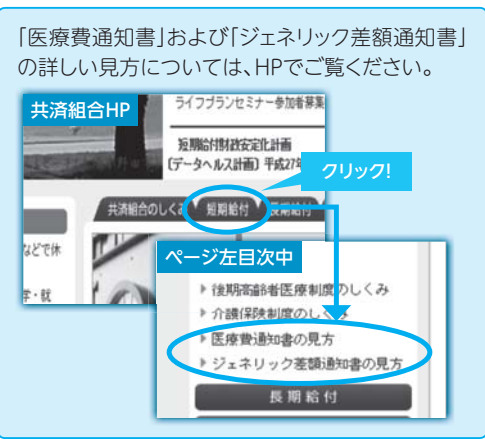 「医療費通知書」および「ジェネリック差額通知書」
の詳しい見方については、HPでご覧ください。
共済組合HP
ライフプランセミナー参加者募集
短期給付財政安定化計画
(データヘルス計画) 平成27年
クリック!
共済組合のしくみ
短期給付
長期給付
などで休
学・就
ページ左目次中
後期高齢者医療制度のしくみ
介護保険制度のしくみ
医療費通知書の見方
ジェネリック差額通知書の見方
長期給付